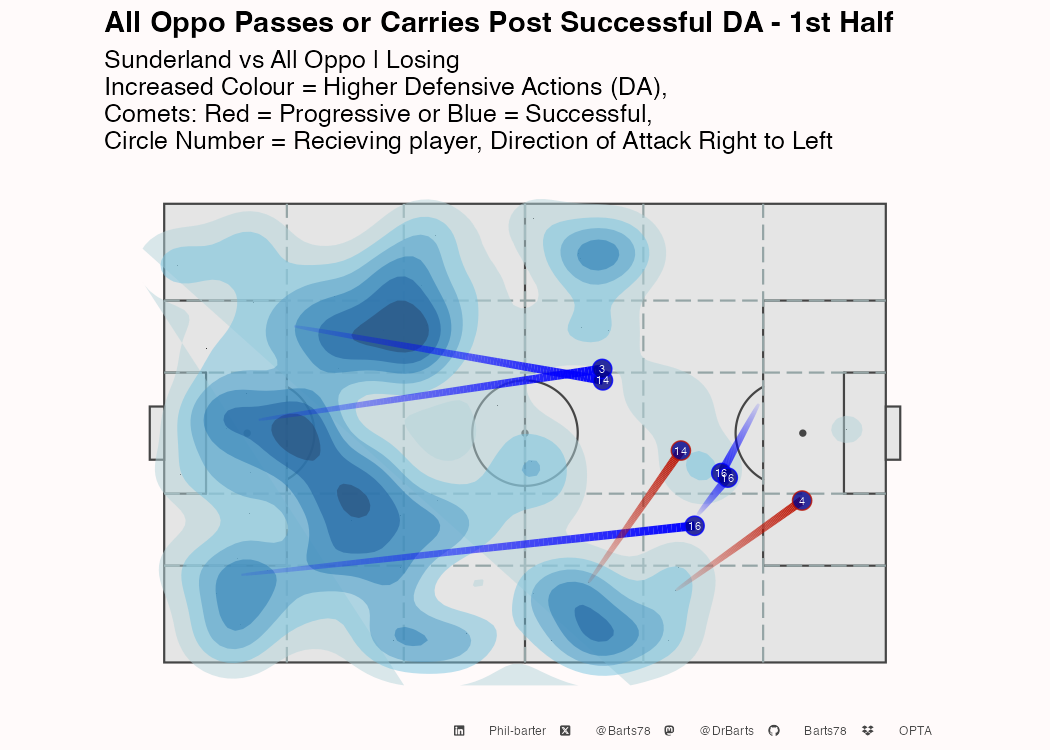 All Oppo Passes or Carries Post Successful DA - 1st Half
Sunderland vs All Oppo | Losing
Increased Colour = Higher Defensive Actions (DA),
Comets: Red = Progressive or Blue = Successful,
Circle Number = Recieving player, Direction of Attack Right to Left
3
14
14
16
16
4
16
Phil-barter @Barts78 @DrBarts Barts78 OPTA